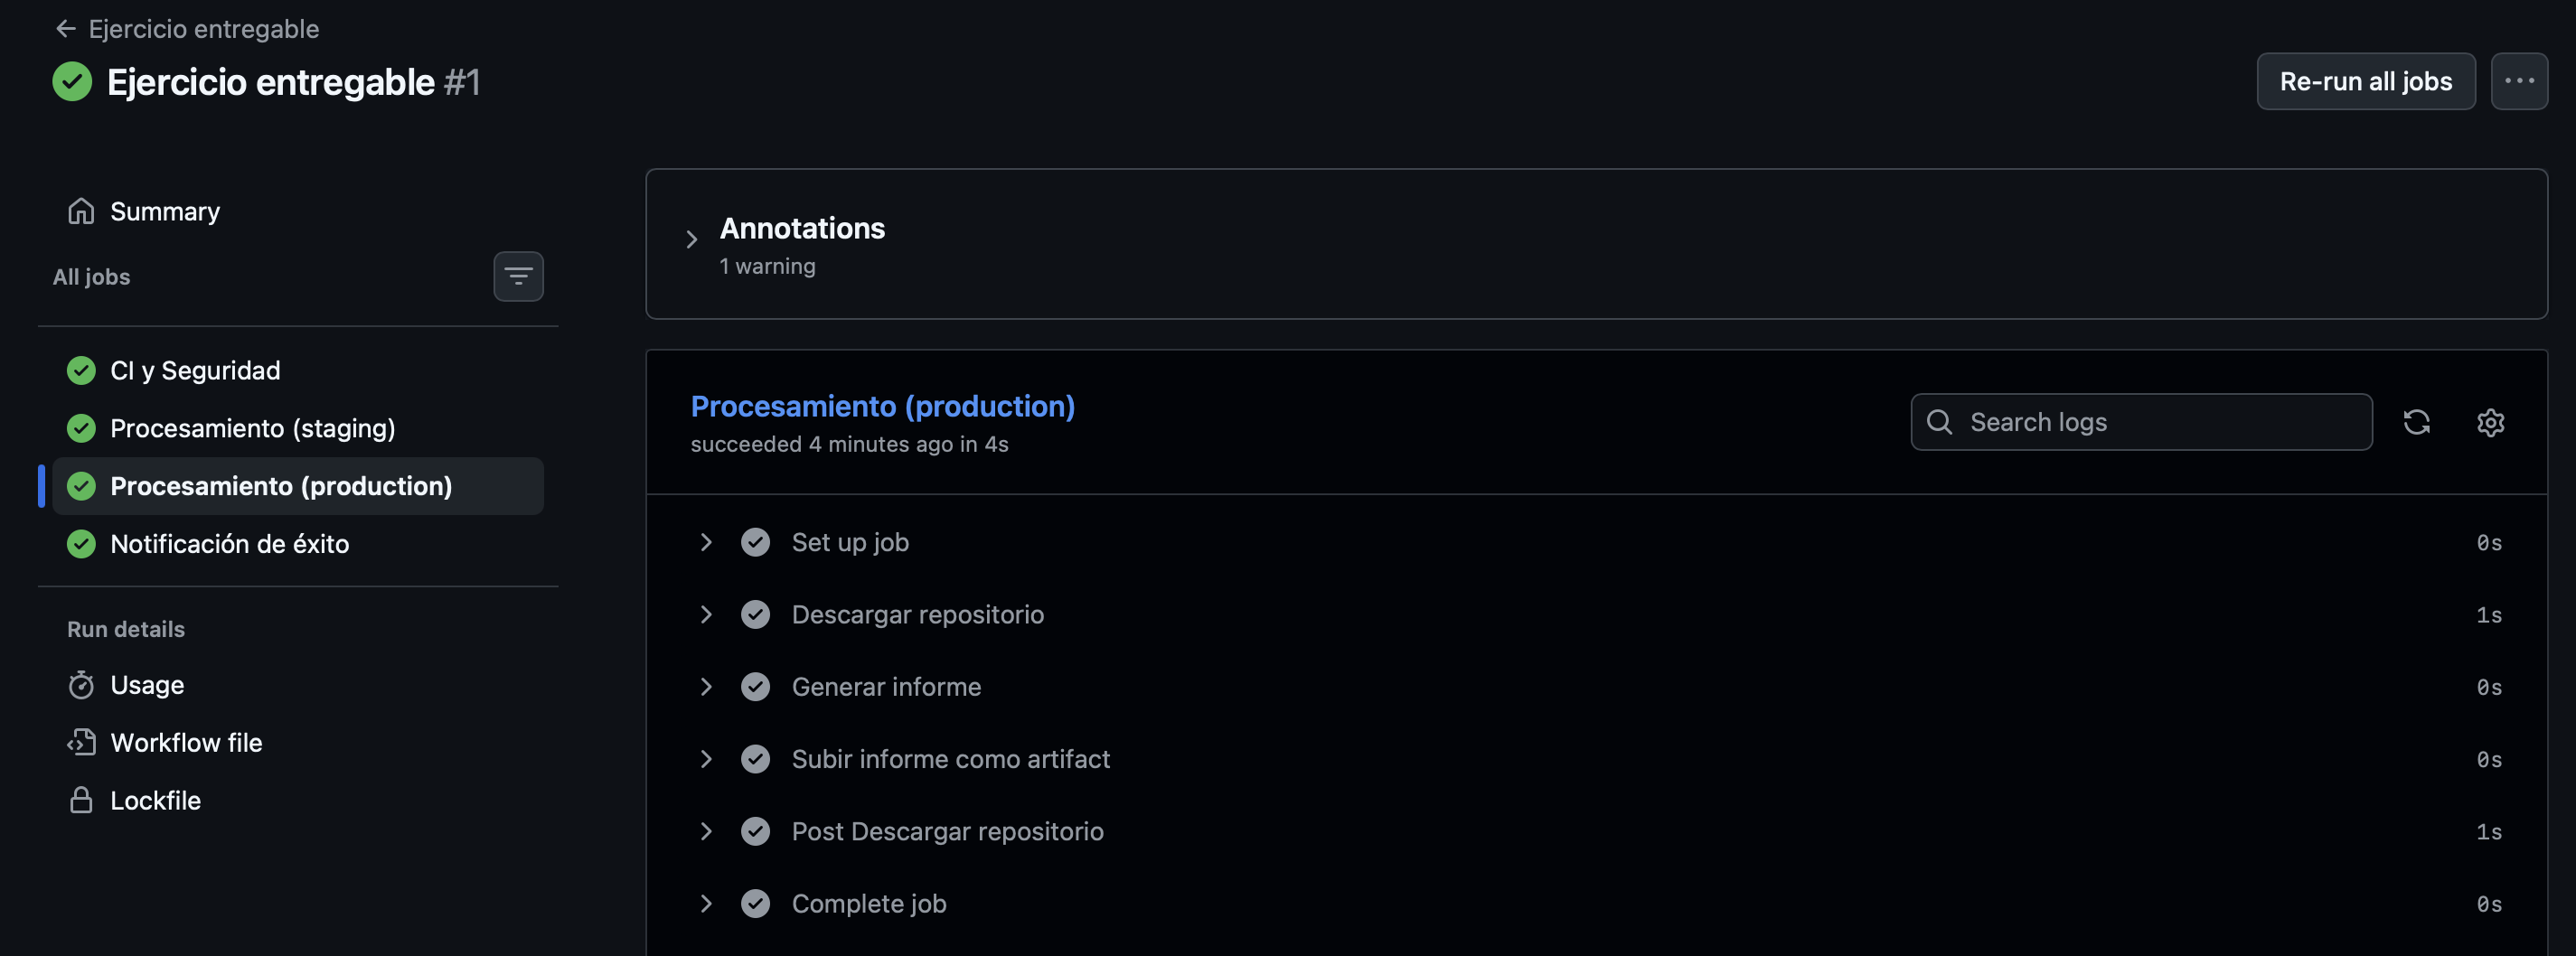 Ejercicio entregable
Ejercicio entregable #1
Re-run all jobs
Summary
All jobs
CI y Seguridad
Procesamiento (staging)
Procesamiento (production)
Notificación de éxito
Run details
Usage
Workflow file
Lockfile
Annotations
1 warning
Procesamiento (production)
succeeded 4 minutes ago in 4s
Search logs
Set up job 0s
Descargar repositorio 1s
Generar informe 0s
Subir informe como artifact 0s
Post Descargar repositorio 1s
Complete job 0s